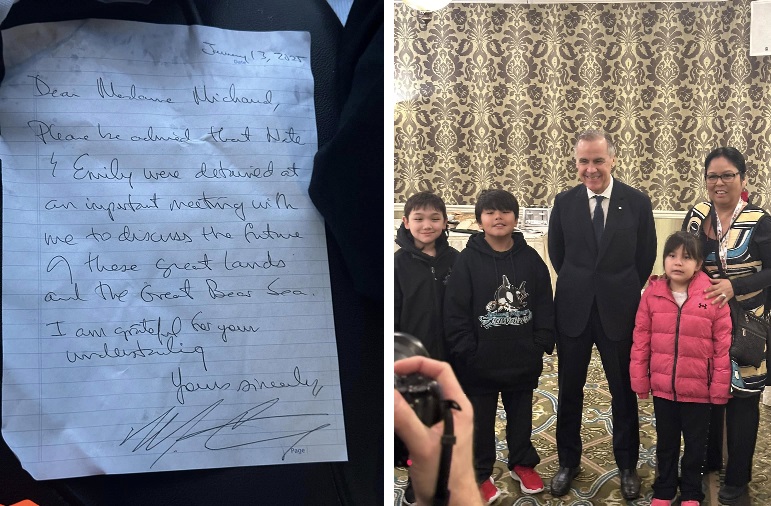 January 13, 2025
Date
Dear Madame Michaud,
Please be advised that Nate
& Emily were detained at
an important meeting with
me to discuss the future
of these great lands
and the Great Bear Sea.
I am grateful for your
understanding
Yours sincerely,
Page